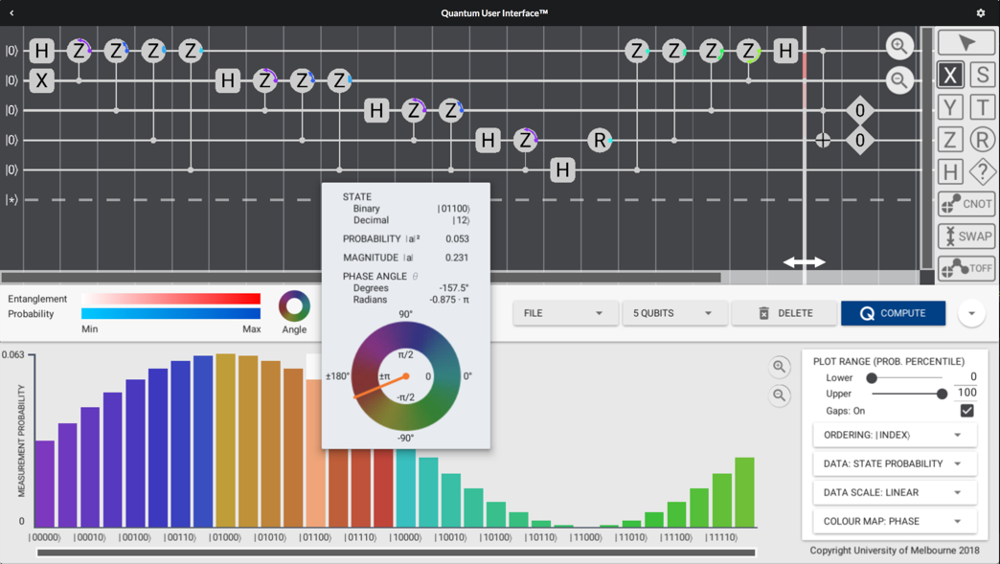 Quantum User Interface™
|0⟩ H Z Z Z Z Z Z Z Z H
|0⟩ X H Z Z Z
|0⟩ H Z Z 0
|0⟩ H Z R 0
|0⟩ H
|*⟩
X S
Y T
Z R
H ?
CNOT
SWAP
TOFF
STATE
Binary |01100⟩
Decimal |12⟩
PROBABILITY |a|² 0.053
MAGNITUDE |a| 0.231
PHASE ANGLE θ
Degrees -157.5°
Radians -0.875 · π
90°
π/2
±180° ±π 0 0°
-π/2
-90°
Entanglement
Probability
Min Max Angle
FILE 5 QUBITS DELETE COMPUTE
0.063
MEASUREMENT PROBABILITY
0
|00000⟩ |00010⟩ |00100⟩ |00110⟩ |01000⟩ |01010⟩ |01100⟩ |01110⟩ |10000⟩ |10010⟩ |10100⟩ |10110⟩ |11000⟩ |11010⟩ |11100⟩ |11110⟩
PLOT RANGE (PROB. PERCENTILE)
Lower 0
Upper 100
Gaps: On
ORDERING: |INDEX⟩
DATA: STATE PROBABILITY
DATA SCALE: LINEAR
COLOUR MAP: PHASE
Copyright University of Melbourne 2018